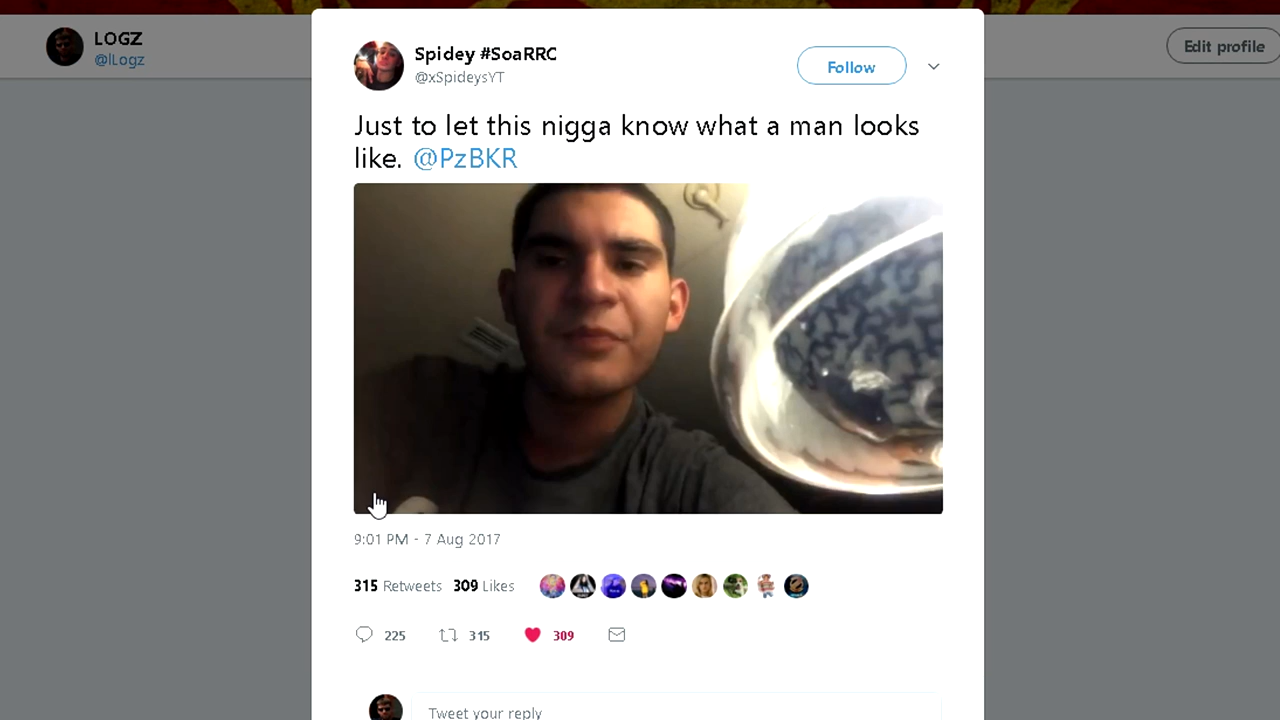 LOGZ
@lLogz
Edit profile
Spidey #SoaRRC
@xSpideysYT
Follow
Just to let this nigga know what a man looks
like. @PzBKR
9:01 PM - 7 Aug 2017
315 Retweets 309 Likes
225 315 309
Tweet your reply